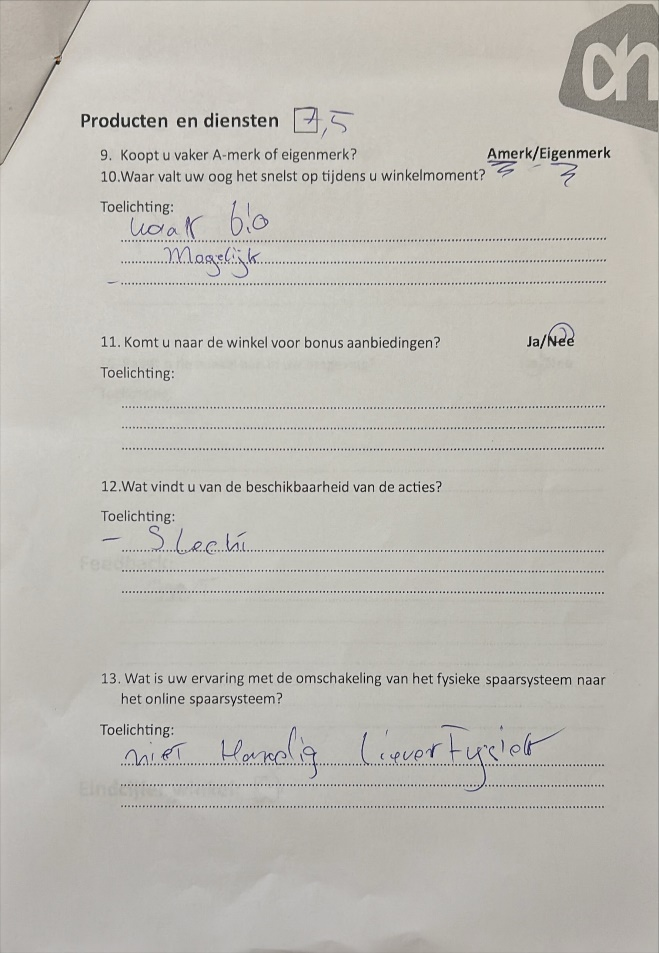 ah
Producten en diensten 7,5
9. Koopt u vaker A-merk of eigenmerk? Amerk/Eigenmerk
10.Waar valt uw oog het snelst op tijdens u winkelmoment?
Toelichting:
waar bio
Mogelijk
-
11. Komt u naar de winkel voor bonus aanbiedingen? Ja/Nee
Toelichting:
12.Wat vindt u van de beschikbaarheid van de acties?
Toelichting:
- Slecht
13. Wat is uw ervaring met de omschakeling van het fysieke spaarsysteem naar
het online spaarsysteem?
Toelichting:
niet Handig liever Fysiek